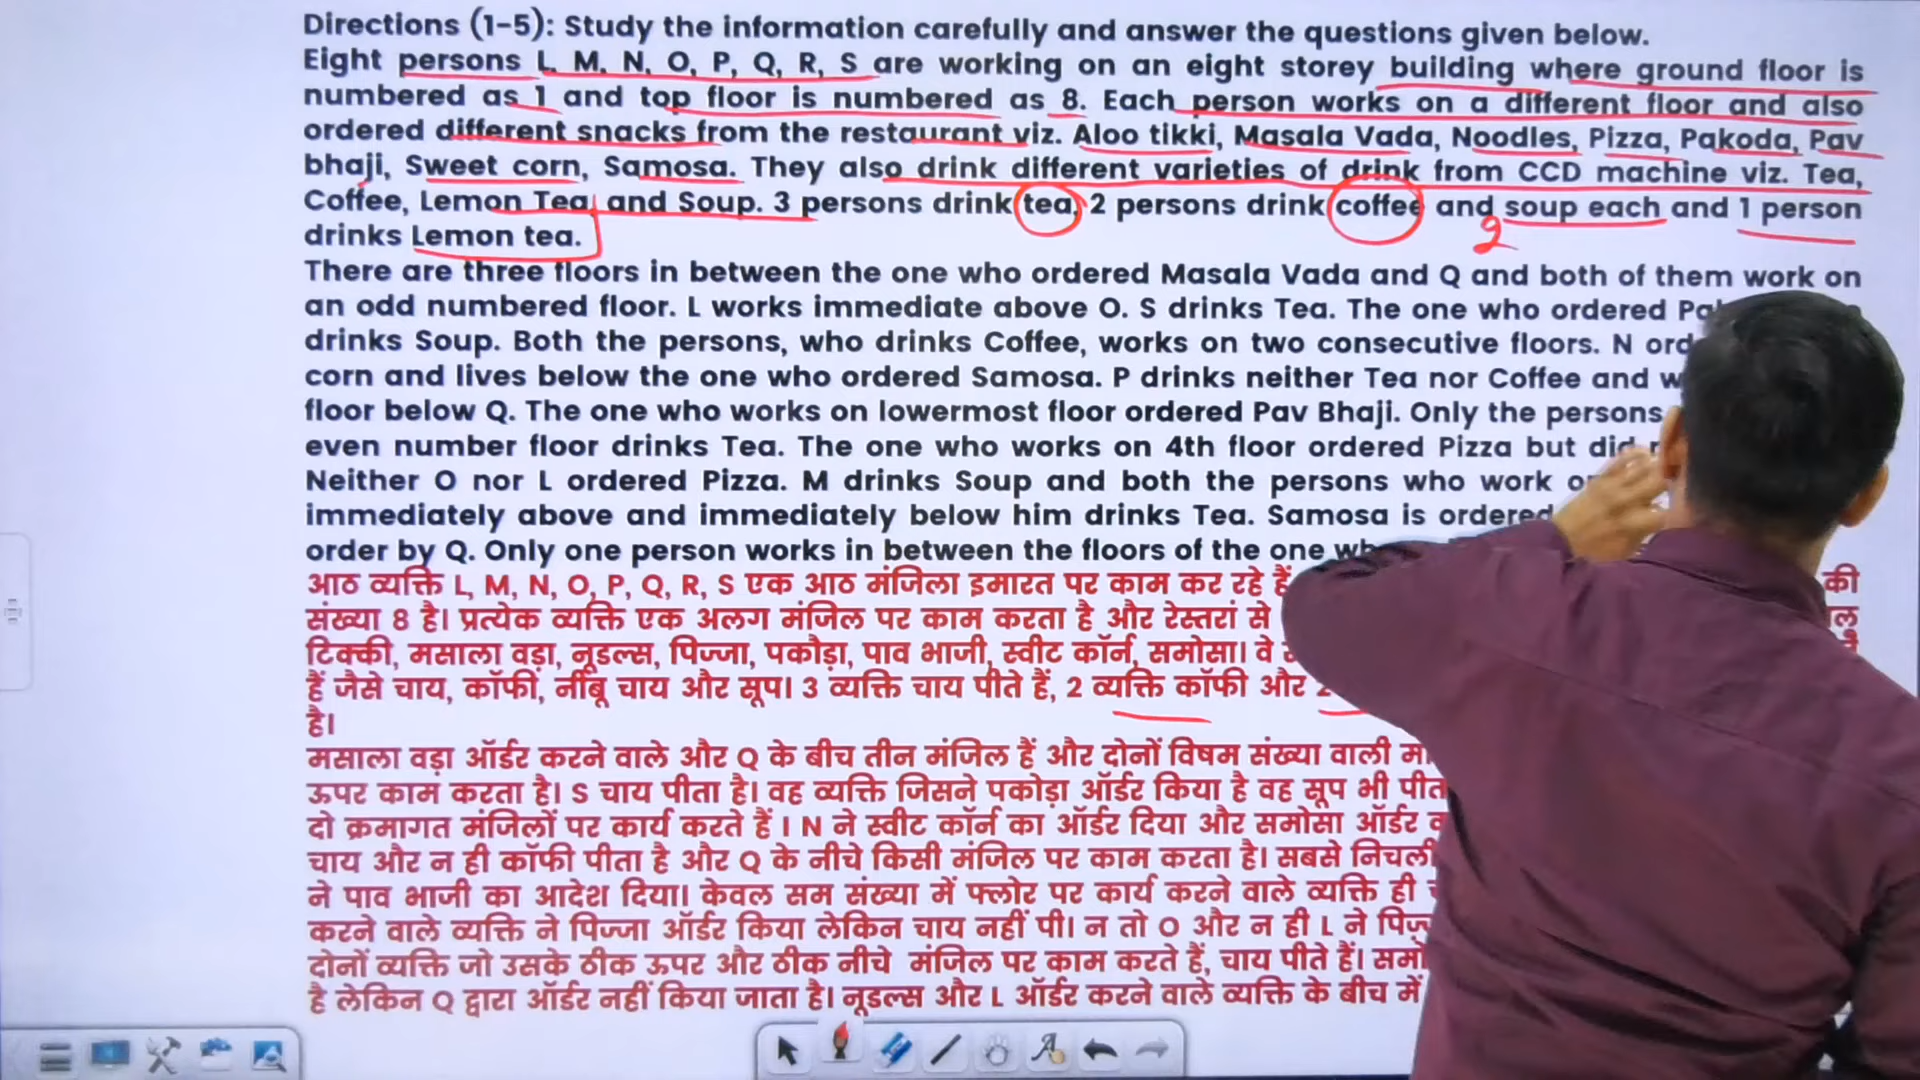 Directions (1-5): Study the information carefully and answer the questions given below.
Eight persons L, M, N, O, P, Q, R, S are working on an eight storey building where ground floor is
numbered as 1 and top floor is numbered as 8. Each person works on a different floor and also
ordered different snacks from the restaurant viz. Aloo tikki, Masala Vada, Noodles, Pizza, Pakoda, Pav
bhaji, Sweet corn, Samosa. They also drink different varieties of drink from CCD machine viz. Tea,
Coffee, Lemon Tea, and Soup. 3 persons drink tea, 2 persons drink coffee and soup each and 1 person
2
drinks Lemon tea.
There are three floors in between the one who ordered Masala Vada and Q and both of them work on
an odd numbered floor. L works immediate above O. S drinks Tea. The one who ordered
drinks Soup. Both the persons, who drinks Coffee, works on two consecutive floors. N
corn and lives below the one who ordered Samosa. P drinks neither Tea nor Coffee and
floor below Q. The one who works on lowermost floor ordered Pav Bhaji. Only the persons
even number floor drinks Tea. The one who works on 4th floor ordered Pizza but did
Neither O nor L ordered Pizza. M drinks Soup and both the persons who work
immediately above and immediately below him drinks Tea. Samosa is ordered
order by Q. Only one person works in between the floors of the one
आठ व्यक्ति L, M, N, O, P, Q, R, S एक आठ मंजिला इमारत पर काम कर रहे हैं की
संख्या 8 है। प्रत्येक व्यक्ति एक अलग मंजिल पर काम करता है और रेस्तरां से
टिक्की, मसाला वड़ा, नूडल्स, पिज्जा, पकौड़ा, पाव भाजी, स्वीट कॉर्न, समोसा। वे
हैं जैसे चाय, कॉफी, नींबू चाय और सूप। 3 व्यक्ति चाय पीते हैं, 2 व्यक्ति कॉफी और 2
है।
मसाला वड़ा ऑर्डर करने वाले और Q के बीच तीन मंजिल हैं और दोनों विषम संख्या वाली
ऊपर काम करता है। S चाय पीता है। वह व्यक्ति जिसने पकोड़ा ऑर्डर किया है वह सूप भी
दो क्रमागत मंजिलों पर कार्य करते हैं । N ने स्वीट कॉर्न का ऑर्डर दिया और समोसा ऑर्डर
चाय और न ही कॉफी पीता है और Q के नीचे किसी मंजिल पर काम करता है। सबसे निचली
ने पाव भाजी का आदेश दिया। केवल सम संख्या में फ्लोर पर कार्य करने वाले व्यक्ति ही
करने वाले व्यक्ति ने पिज्जा ऑर्डर किया लेकिन चाय नहीं पी। न तो O और न ही L ने
दोनों व्यक्ति जो उसके ठीक ऊपर और ठीक नीचे मंजिल पर काम करते हैं, चाय पीते हैं।
है लेकिन Q द्वारा ऑर्डर नहीं किया जाता है। नूडल्स और L ऑर्डर करने वाले व्यक्ति के बीच में